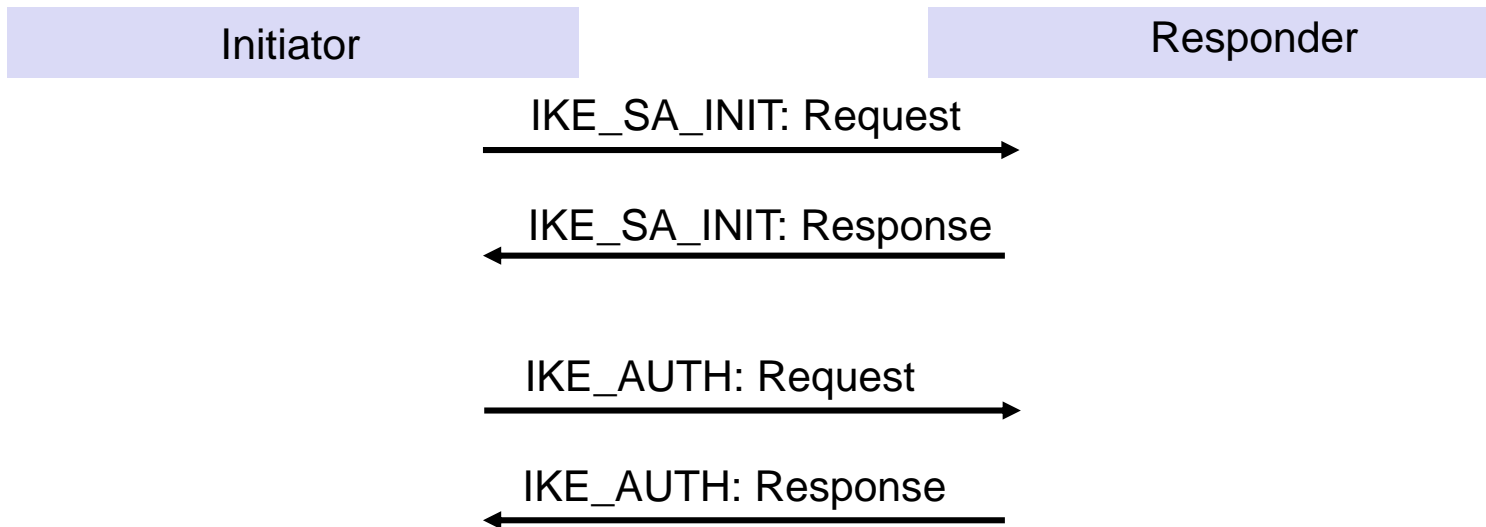 Initiator
Responder
IKE_SA_INIT: Request
IKE_SA_INIT: Response
IKE_AUTH: Request
IKE_AUTH: Response